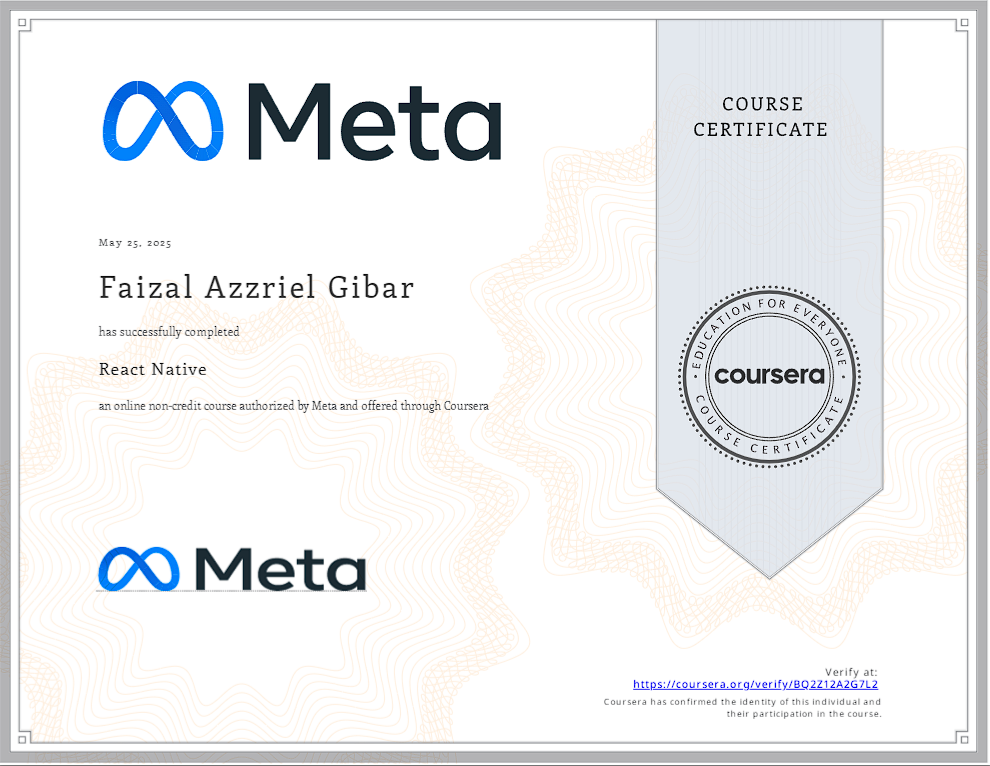 Meta
COURSE
CERTIFICATE
May 25, 2025
Faizal Azzriel Gibar
has successfully completed
React Native
an online non-credit course authorized by Meta and offered through Coursera
EDUCATION FOR EVERYONE
coursera
COURSE CERTIFICATE
Meta
Verify at:
https://coursera.org/verify/BQ2Z12A2G7L2
Coursera has confirmed the identity of this individual and
their participation in the course.